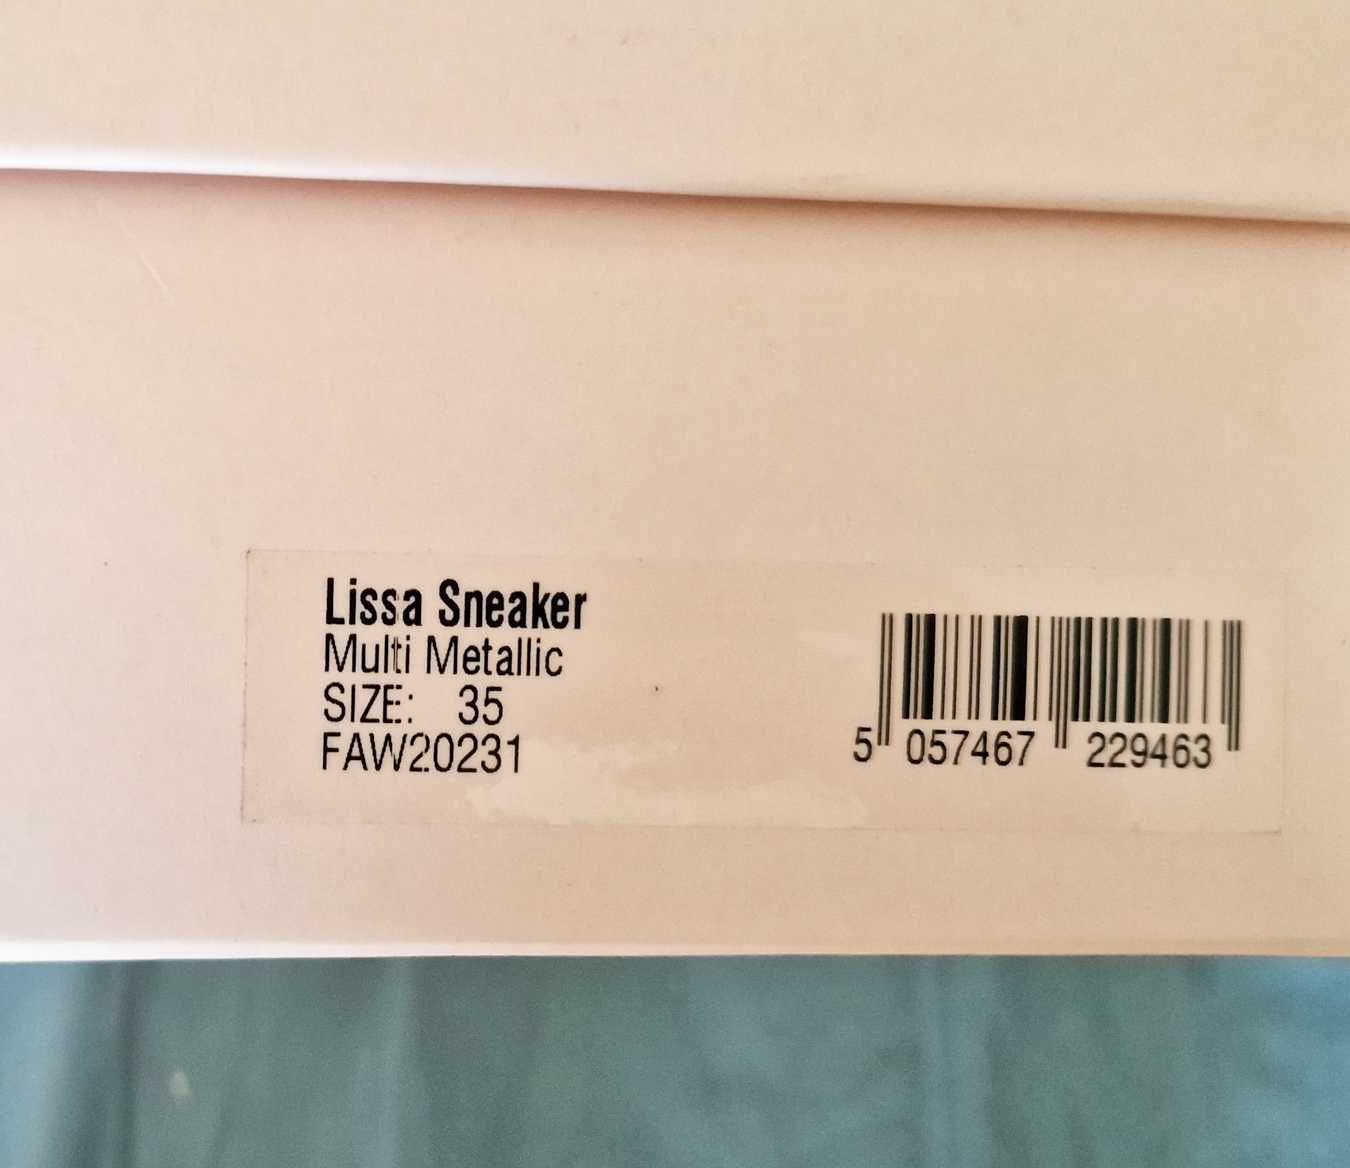 Lissa Sneaker
Multi Metallic
SIZE: 35
FAW20231
5 057467 229463